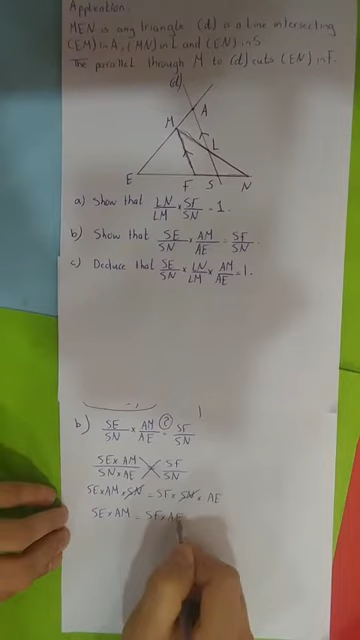 Application.
MEN is any triangle (d) is a line intersecting
(EM) in A, (MN) in L and (EN) in S
The parallel through M to (d) cuts (EN) in F.
(d)
A
M
L
E F S N
a) Show that LN/LM × SF/SN = 1.
b) Show that SE/SN × AM/AE = SF/SN.
c) Deduce that SE/SN × LN/LM × AM/AE = 1.
b) SE/SN × AM/AE (?) = SF/SN
SE × AM / SN × AE SF/SN
SE × AM × SN = SF × SN × AE
SE × AM = SF × AE